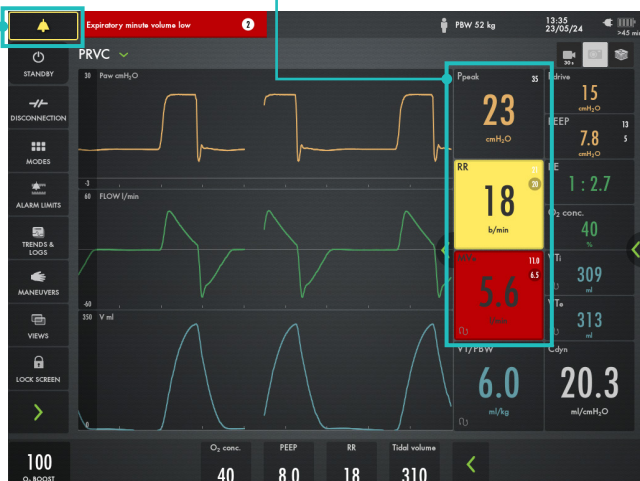 Expiratory minute volume low
2
PBW 52 kg
13:35
23/05/24
>45 min
STANDBY
DISCONNECTION
MODES
ALARM LIMITS
TRENDS &
LOGS
MANEUVERS
VIEWS
LOCK SCREEN
100
O₂ BOOST
PRVC
30 Paw cmH₂O
-3
60 FLOW l/min
-60
350 V ml
0
Ppeak 35
23
cmH₂O
RR
20
18
b/min
11.0
6.5
5.6
VT/PBW
6.0
ml/kg
Pdrive
15
cmH₂O
PEEP 13
5
7.8
cmH₂O
1 : 2.7
O₂ conc.
40
%
VTi
309
ml
VTe
313
ml
Cdyn
20.3
ml/cmH₂O
O₂ conc.
40
PEEP
8.0
RR
18
Tidal volume
310